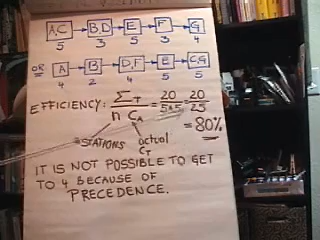 A,C → B,D → E → F → G
5 3 5 3 4
OR A → B → D,F → E → C,G
4 2 4 5 5
EFFICIENCY: ΣT / n CA = 20 / 5x5 = 20 / 25
= 80%
#STATIONS actual
CT
IT IS NOT POSSIBLE TO GET
TO 4 BECAUSE OF
PRECEDENCE.